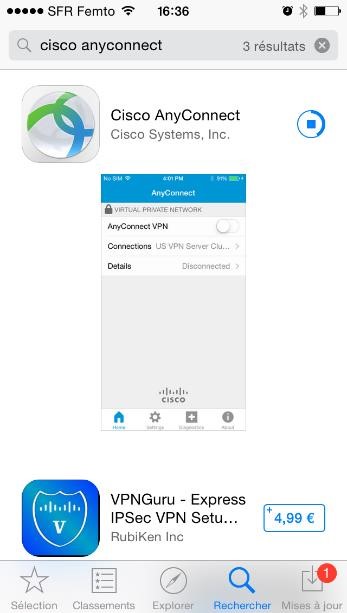 SFR Femto 16:36
cisco anyconnect 3 résultats
Cisco AnyConnect
Cisco Systems, Inc.
No SIM 4:01 PM 91%
AnyConnect
VIRTUAL PRIVATE NETWORK
AnyConnect VPN
Connections US VPN Server Clu...
Details Disconnected
CISCO
Home Settings Diagnostics About
V
VPNGuru - Express
IPSec VPN Setu...
+ 4,99 €
RubiKen Inc
1
Sélection Classements Explorer Rechercher Mises à jour